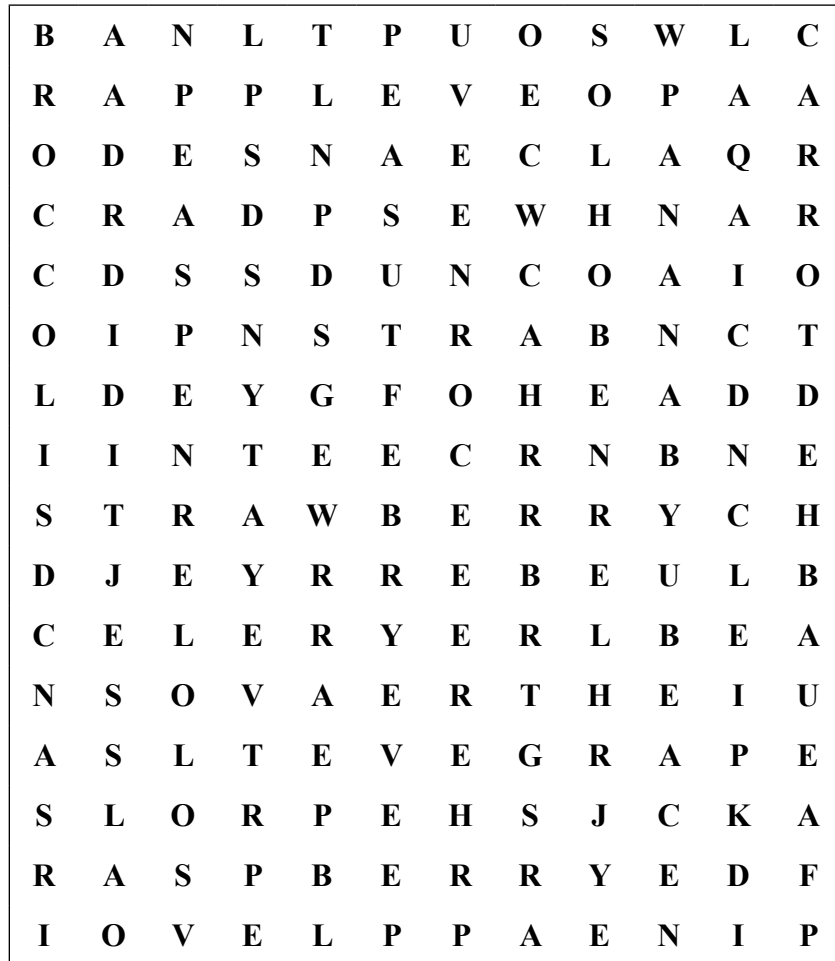 B A N L T P U O S W L C
R A P P L E V E O P A A
O D E S N A E C L A Q R
C R A D P S E W H N A R
C D S S D U N C O A I O
O I P N S T R A B N C T
L D E Y G F O H E A D D
I I N T E E C R N B N E
S T R A W B E R R Y C H
D J E Y R R E B E U L B
C E L E R Y E R L B E A
N S O V A E R T H E I U
A S L T E V E G R A P E
S L O R P E H S J C K A
R A S P B E R R Y E D F
I O V E L P P A E N I P